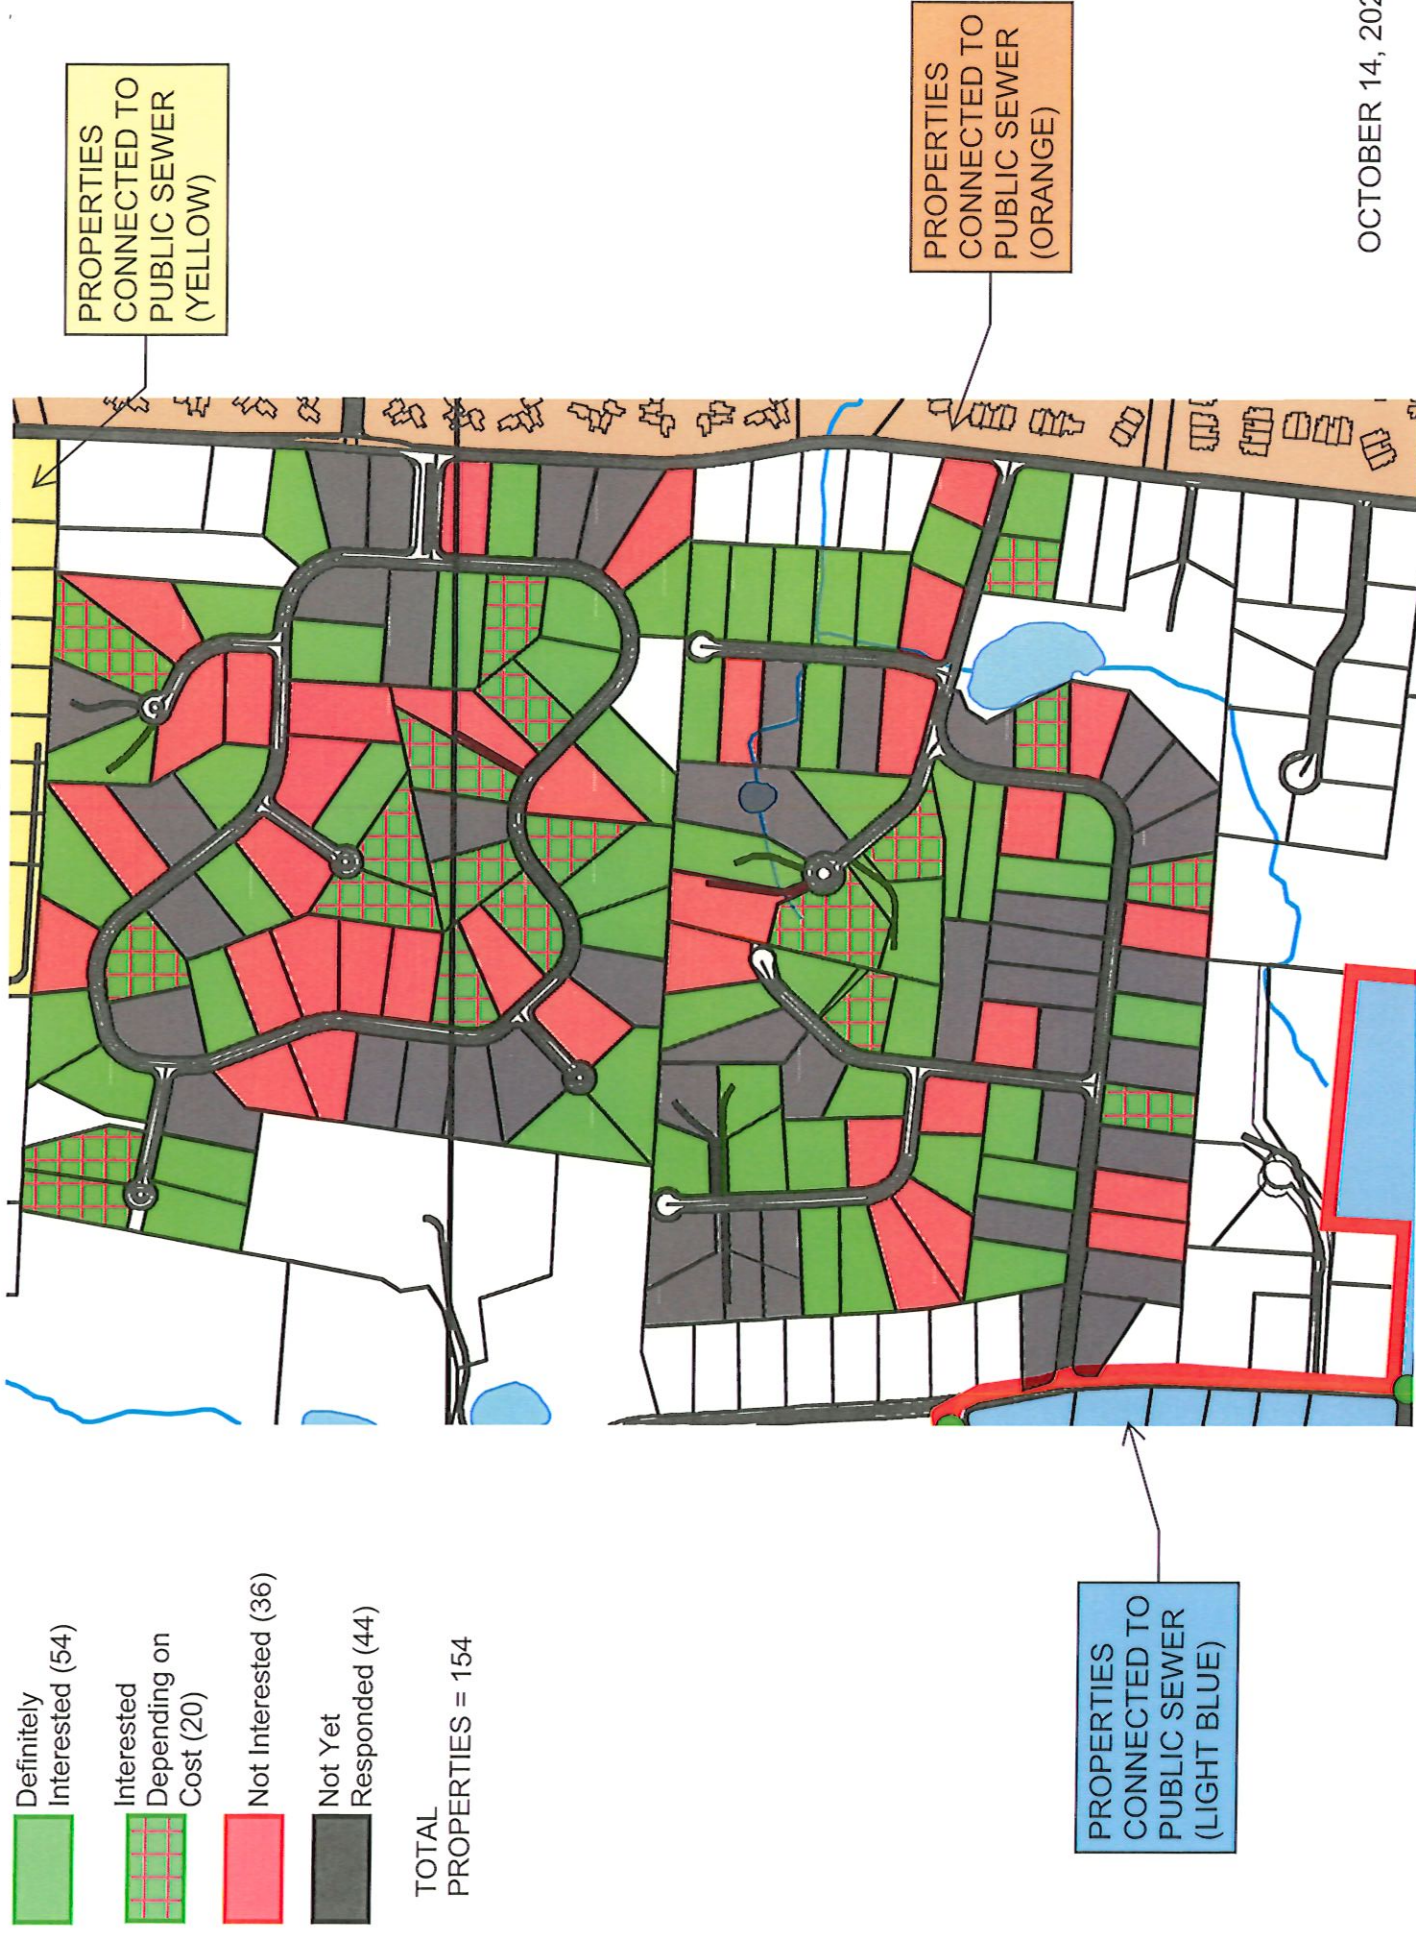 Definitely
Interested (54)
Interested
Depending on
Cost (20)
Not Interested (36)
Not Yet
Responded (44)
TOTAL
PROPERTIES = 154
PROPERTIES
CONNECTED TO
PUBLIC SEWER
(YELLOW)
PROPERTIES
CONNECTED TO
PUBLIC SEWER
(ORANGE)
PROPERTIES
CONNECTED TO
PUBLIC SEWER
(LIGHT BLUE)
OCTOBER 14, 202